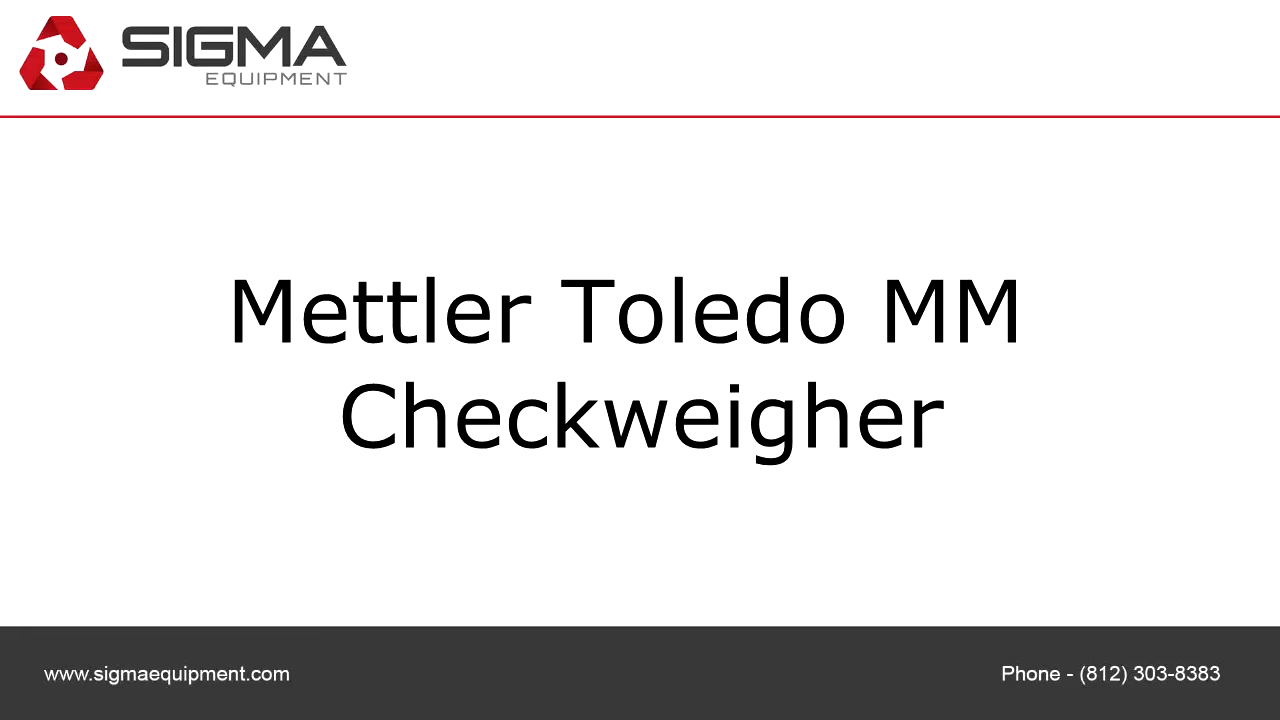 SIGMA
EQUIPMENT
Mettler Toledo MM
Checkweigher
www.sigmaequipment.com
Phone - (812) 303-8383